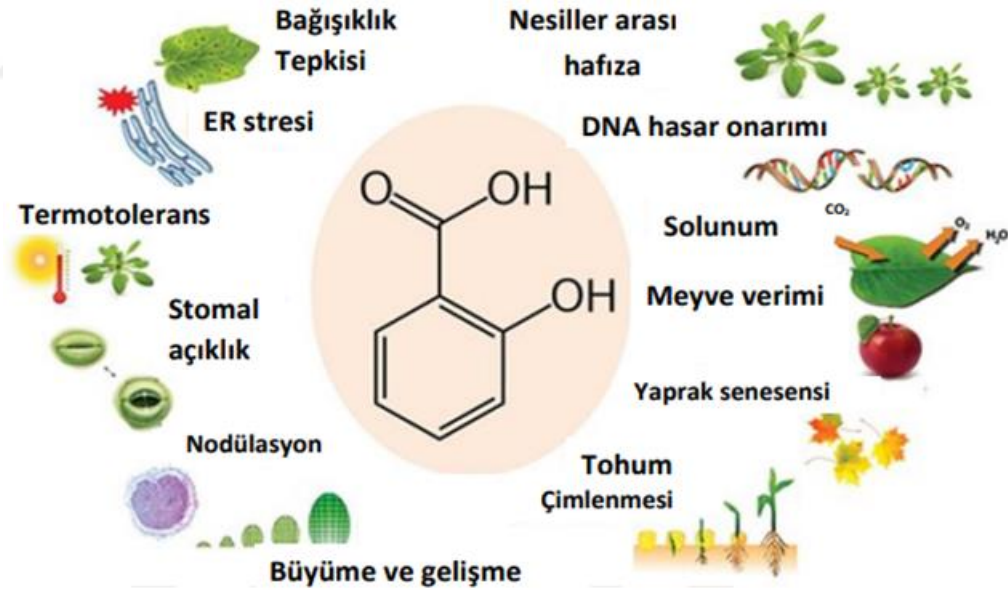 Bağışıklık
Tepkisi
Nesiller arası
hafıza
ER stresi
DNA hasar onarımı
Termotolerans
Solunum
CO₂
O₂
H₂O
O
OH
OH
Stomal
açıklık
Meyve verimi
Yaprak senesensi
Nodülasyon
Tohum
Çimlenmesi
Büyüme ve gelişme